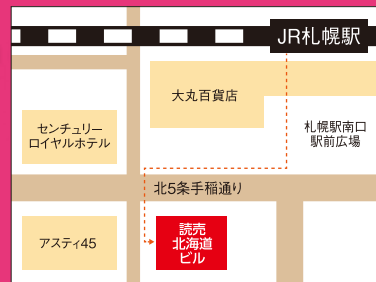 JR札幌駅
大丸百貨店
センチュリー
ロイヤルホテル
札幌駅南口
駅前広場
北5条手稲通り
アスティ45
読売
北海道
ビル